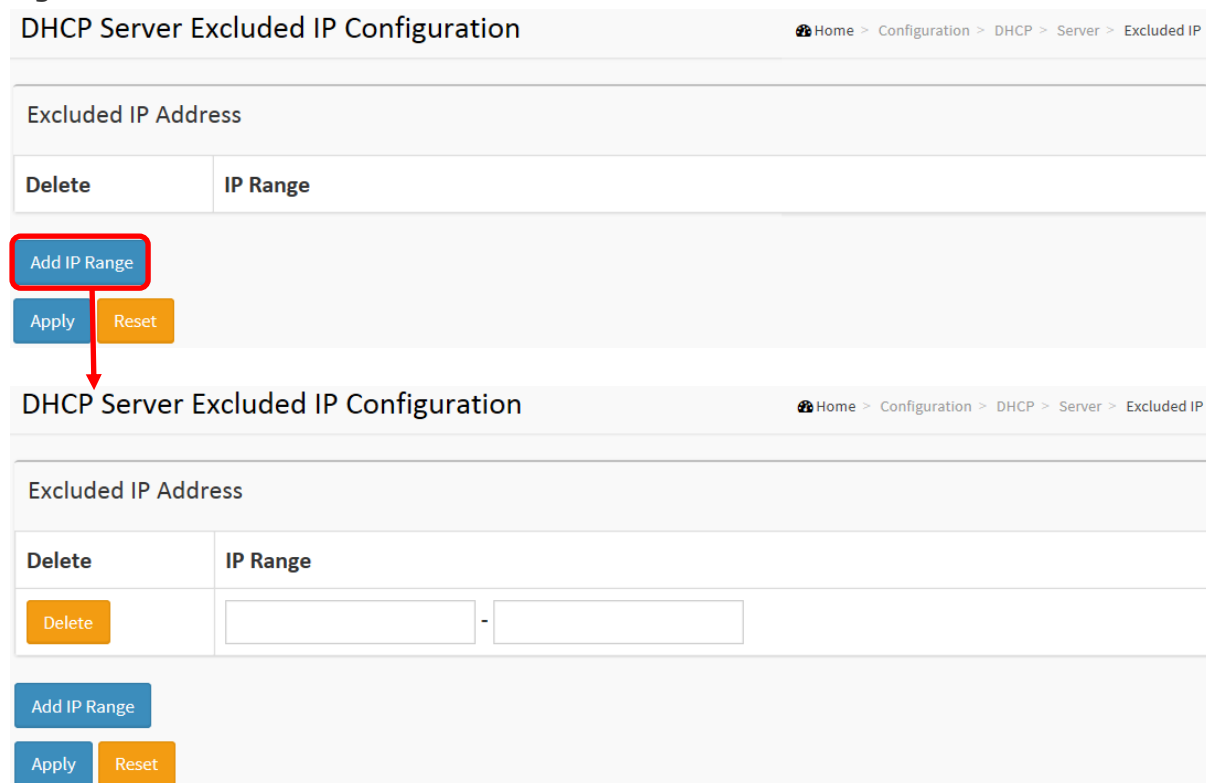 DHCP Server Excluded IP Configuration
Home > Configuration > DHCP > Server > Excluded IP
Excluded IP Address
Delete IP Range
Add IP Range
Apply Reset
DHCP Server Excluded IP Configuration
Home > Configuration > DHCP > Server > Excluded IP
Excluded IP Address
Delete IP Range
Delete -
Add IP Range
Apply Reset